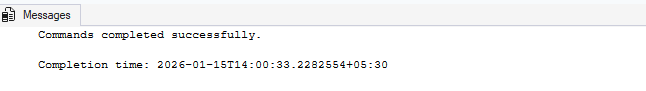 Messages
Commands completed successfully.
Completion time: 2026-01-15T14:00:33.2282554+05:30